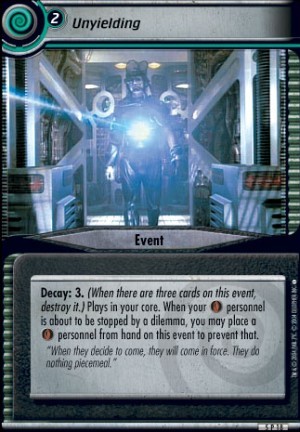 2
Unyielding
Event
Decay: 3. (When there are three cards on this event,
destroy it.) Plays in your core. When your personnel
is about to be stopped by a dilemma, you may place a
personnel from hand on this event to prevent that.
"When they decide to come, they will come in force. They do
nothing piecemeal."